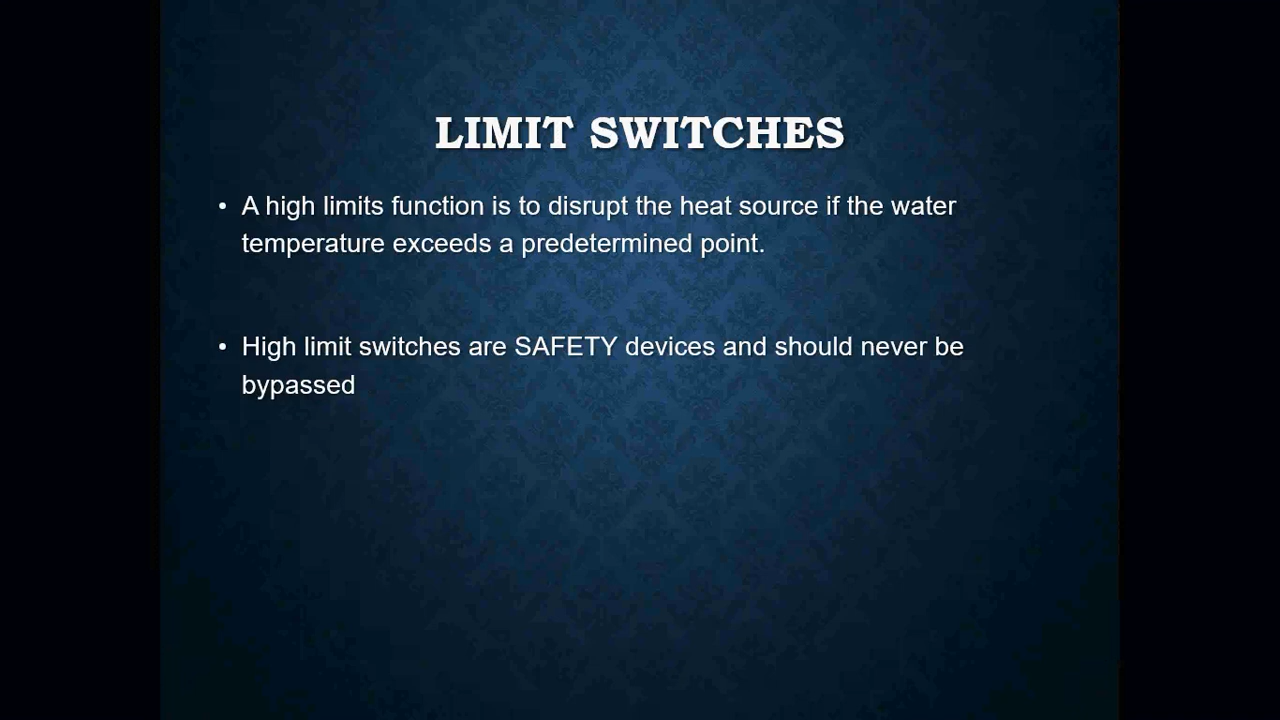 LIMIT SWITCHES
• A high limits function is to disrupt the heat source if the water
temperature exceeds a predetermined point.
• High limit switches are SAFETY devices and should never be
bypassed